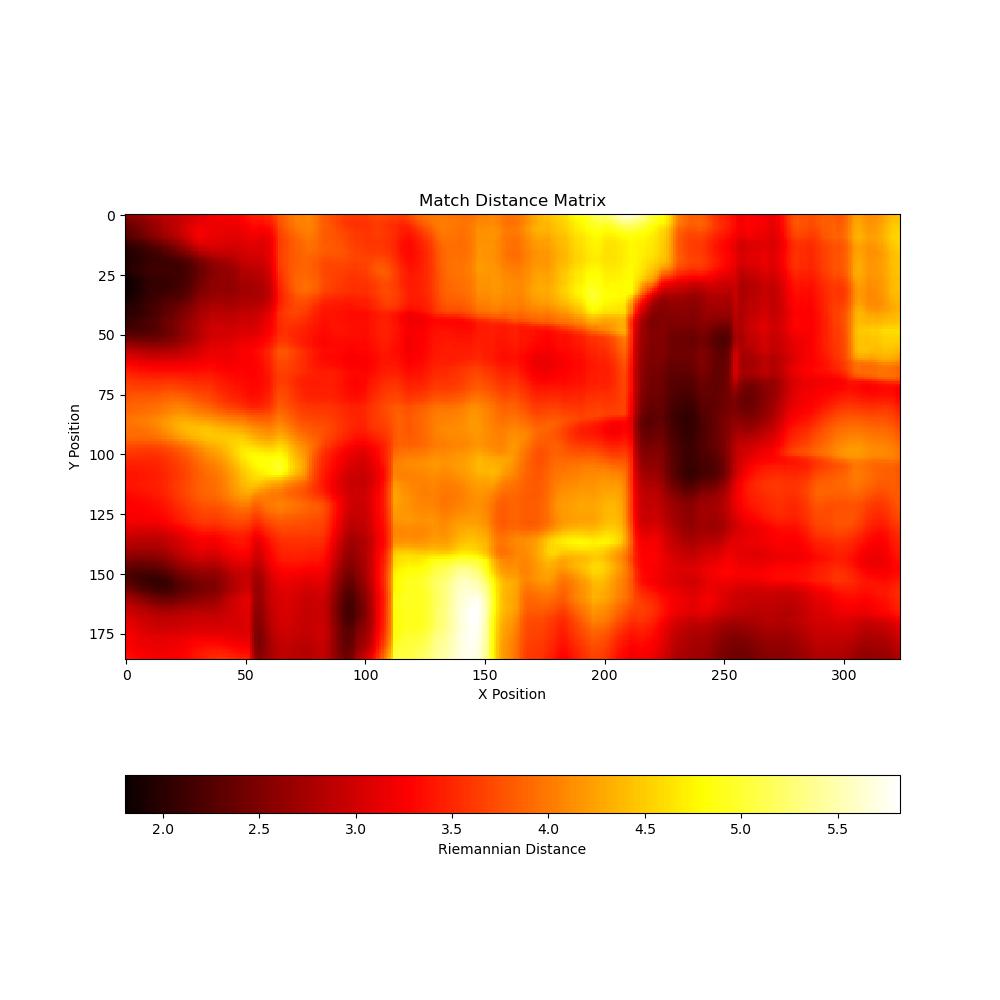 Match Distance Matrix
0
25
50
75
100
125
150
175
Y Position
0 50 100 150 200 250 300
X Position
2.0 2.5 3.0 3.5 4.0 4.5 5.0 5.5
Riemannian Distance